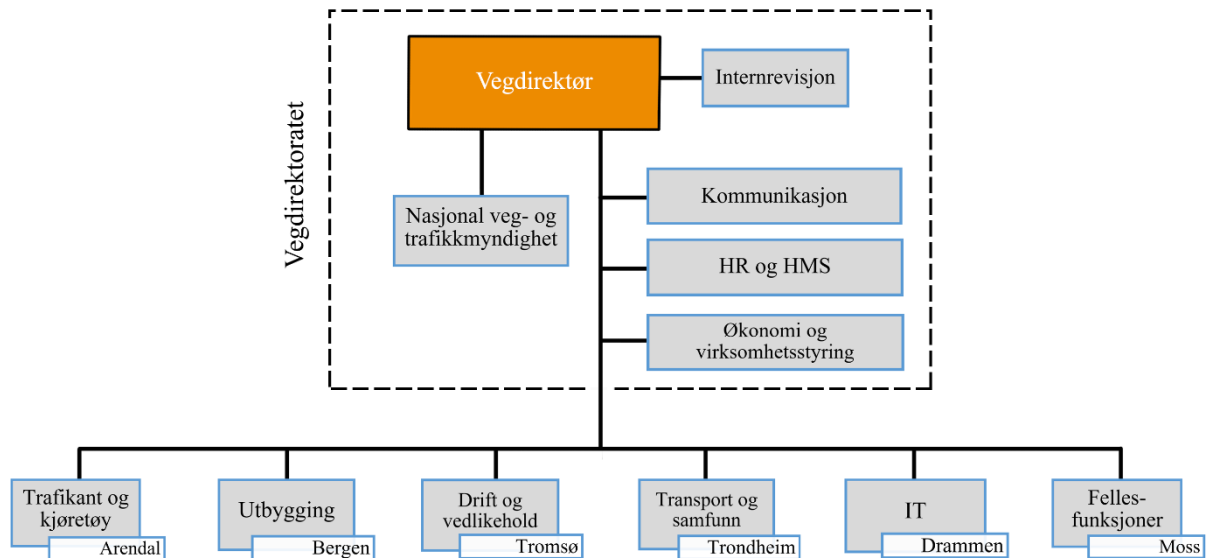 Vegdirektoratet
Vegdirektør
Internrevisjon
Nasjonal veg- og
trafikkmyndighet
Kommunikasjon
HR og HMS
Økonomi og
virksomhetsstyring
Trafikant og
kjøretøy
Arendal
Utbygging
Bergen
Drift og
vedlikehold
Tromsø
Transport og
samfunn
Trondheim
IT
Drammen
Felles-
funksjoner
Moss